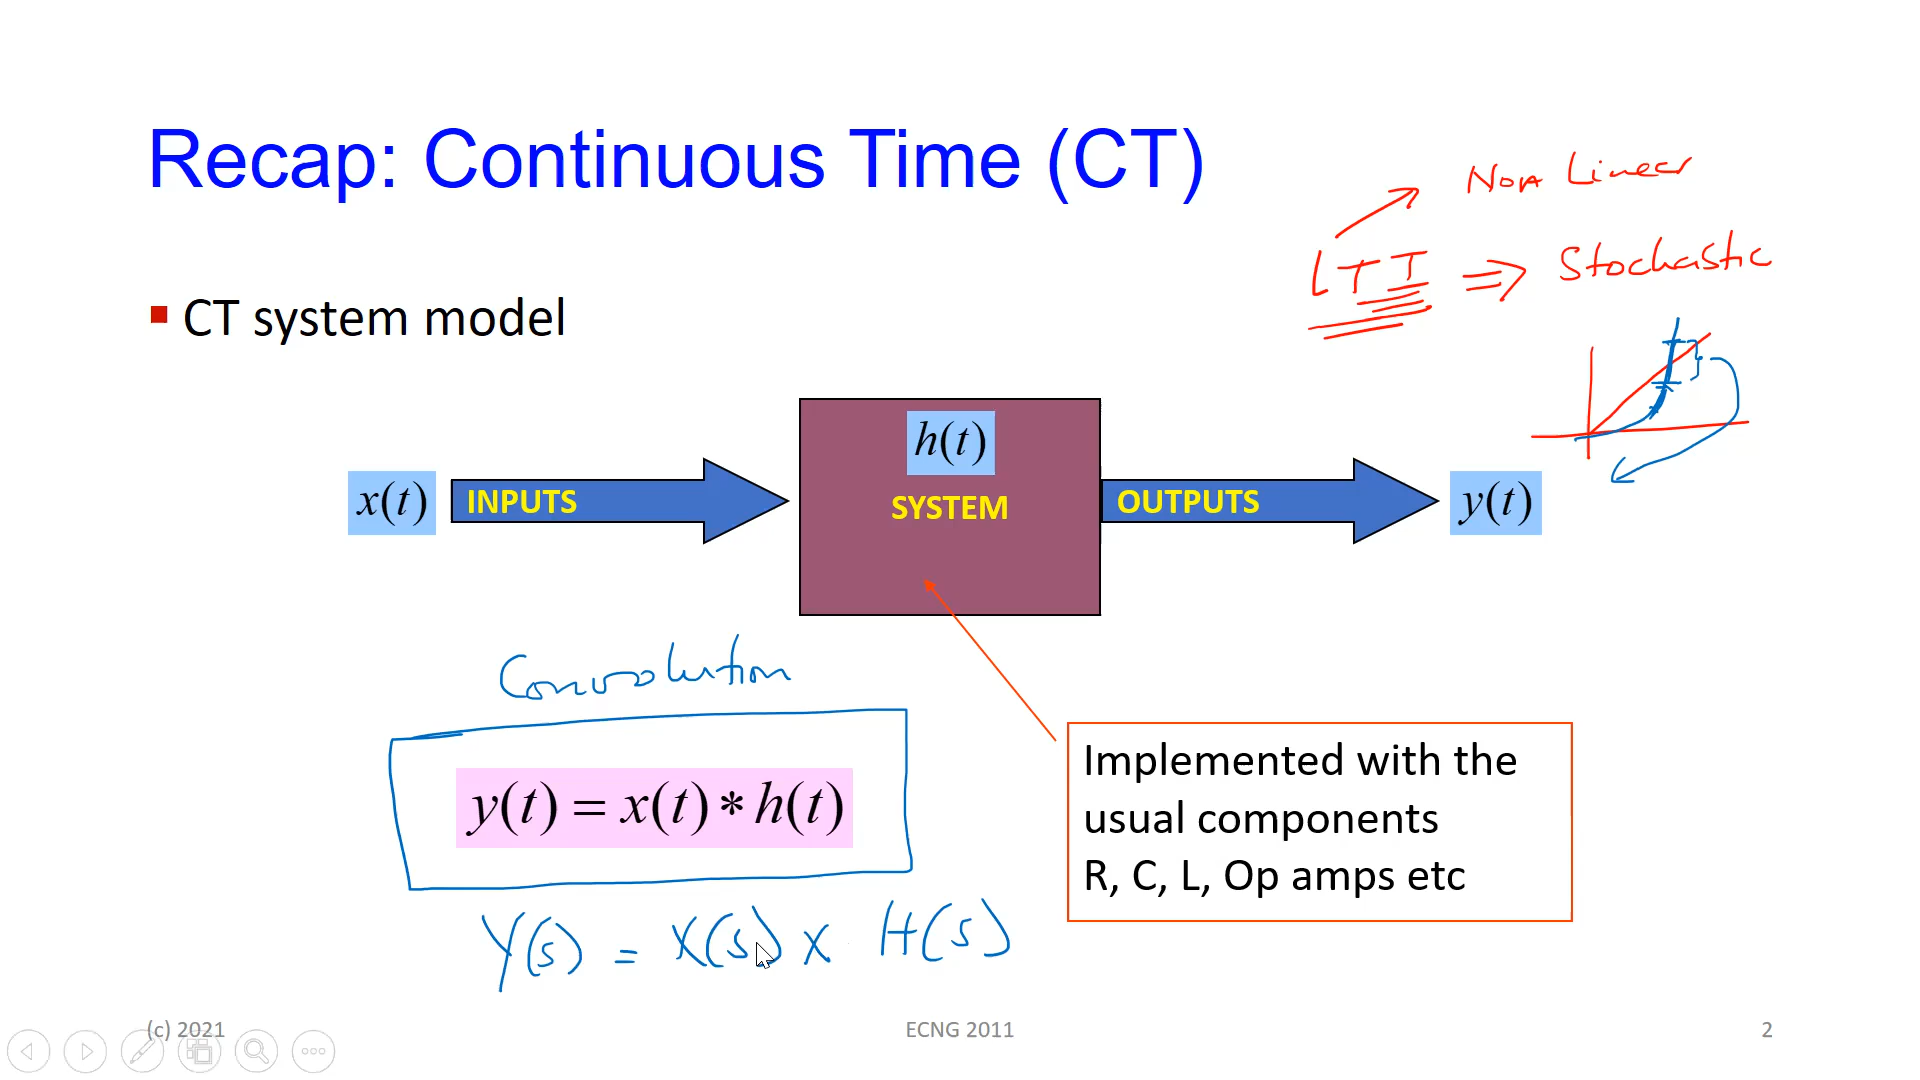 Recap: Continuous Time (CT)
Non Linear
LTI ⇒ Stochastic
▪ CT system model
h(t)
x(t) INPUTS SYSTEM OUTPUTS y(t)
Convolution
y(t) = x(t) * h(t)
Implemented with the
usual components
R, C, L, Op amps etc
Y(s) = X(s) x H(s)
(c) 2021 ECNG 2011 2